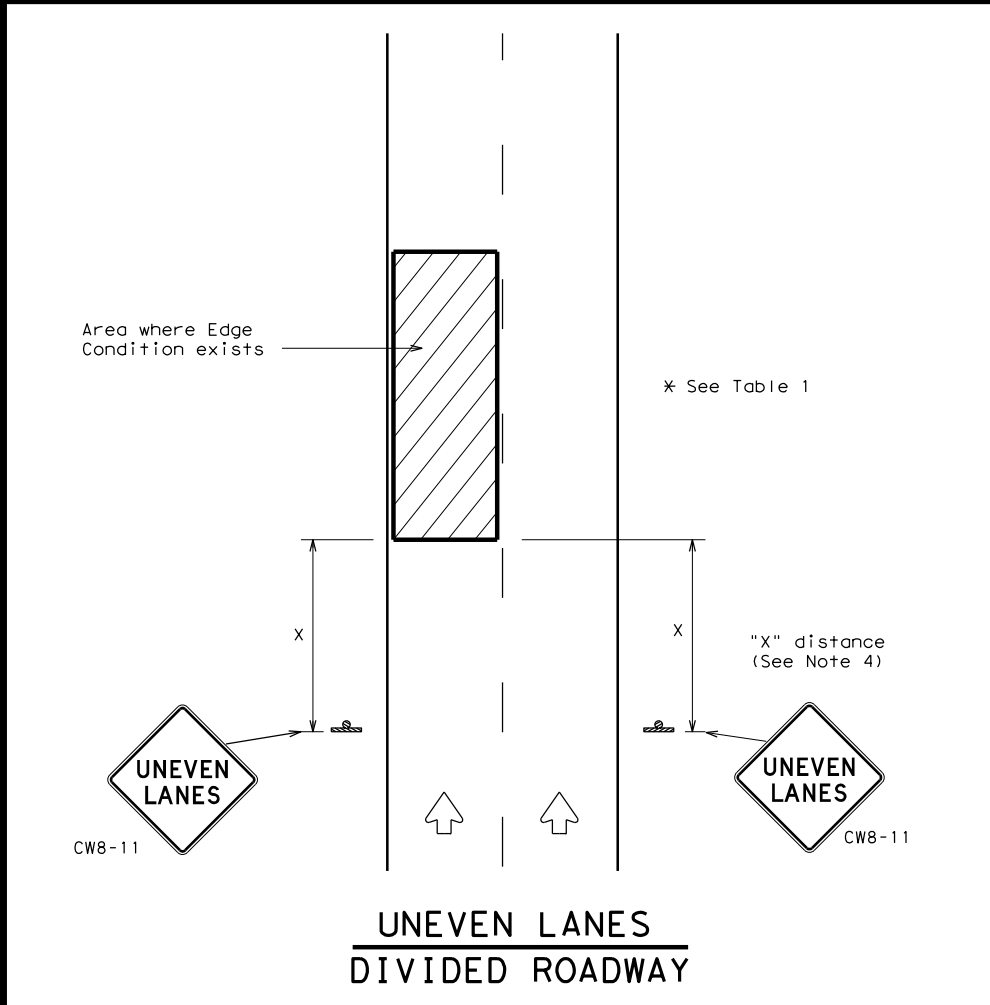 Area where Edge
Condition exists
* See Table 1
X
X
"X" distance
(See Note 4)
UNEVEN
LANES
CW8-11
UNEVEN
LANES
CW8-11
UNEVEN LANES
DIVIDED ROADWAY